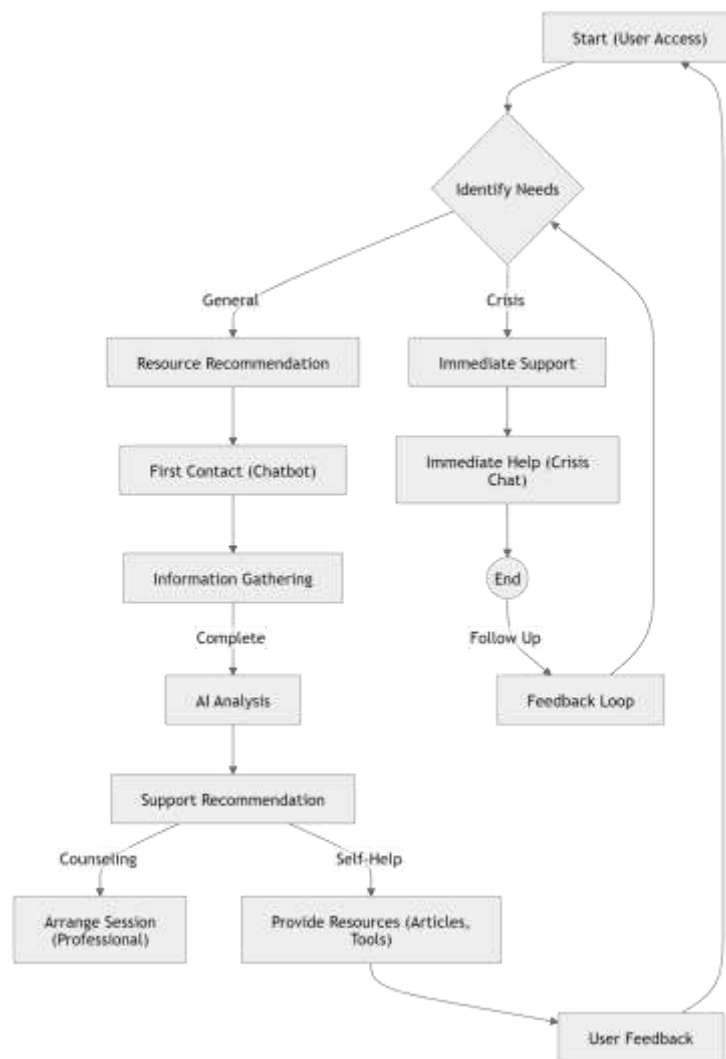 Start (User Access)
Identify Needs
General
Crisis
Resource Recommendation
Immediate Support
First Contact (Chatbot)
Immediate Help (Crisis
Chat)
Information Gathering
End
Complete
Follow Up
AI Analysis
Feedback Loop
Support Recommendation
Counseling
Self-Help
Arrange Session
(Professional)
Provide Resources (Articles,
Tools)
User Feedback